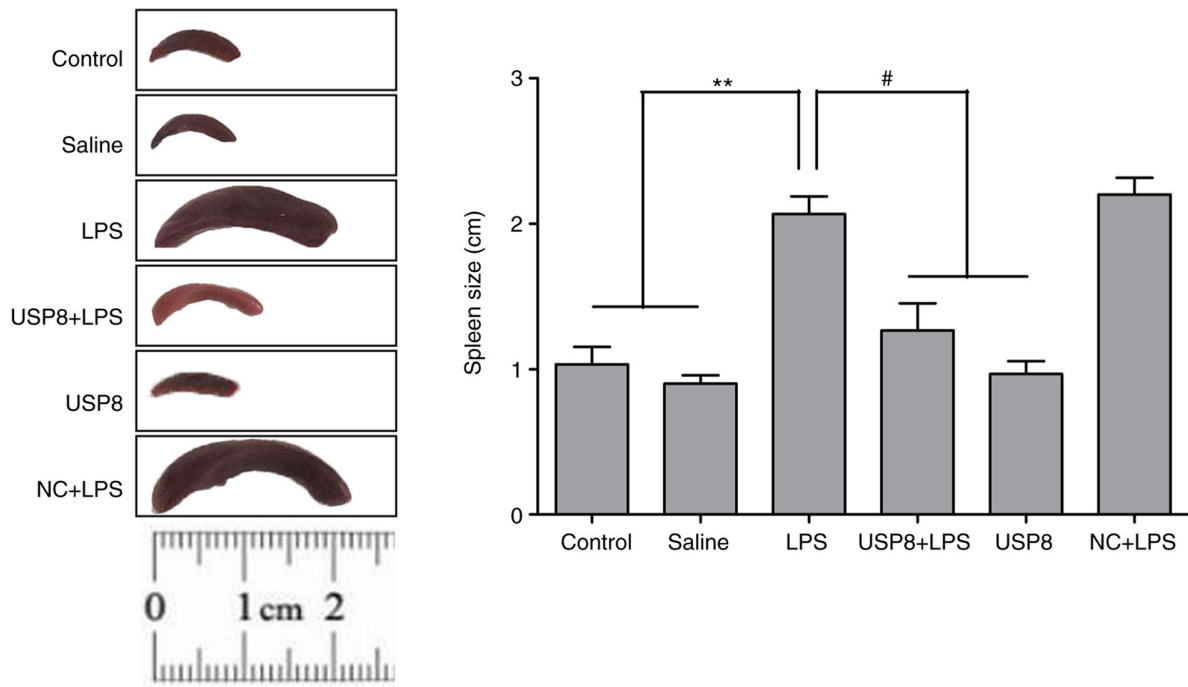 Control
Saline
LPS
USP8+LPS
USP8
NC+LPS
0 1 cm 2
Spleen size (cm)
3
2
1
0
**
#
Control Saline LPS USP8+LPS USP8 NC+LPS